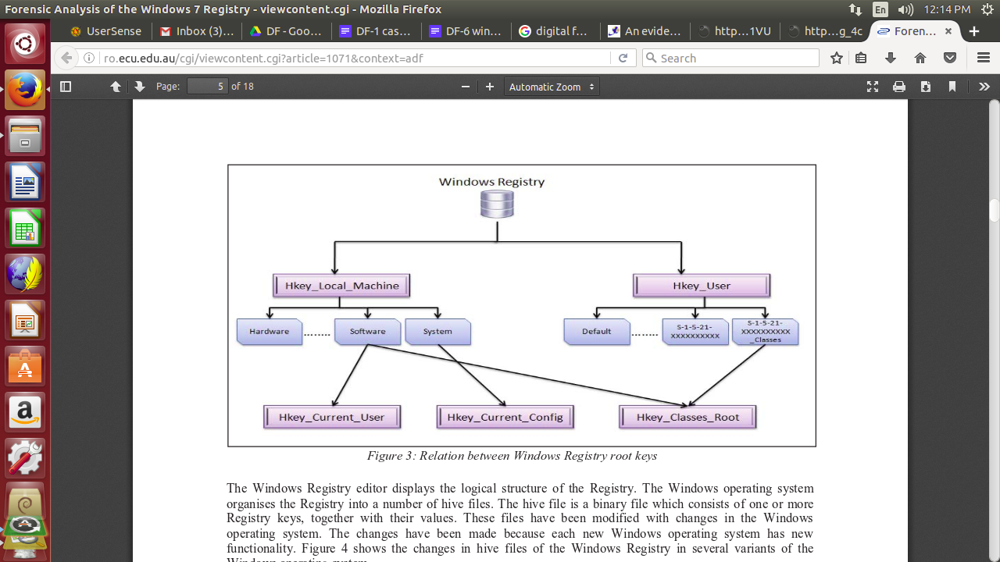 Forensic Analysis of the Windows 7 Registry - viewcontent.cgi - Mozilla Firefox
En
12:14 PM
UserSense
Inbox (3)...
DF - Goo...
DF-1 cas...
DF-6 win...
digital f...
An evide...
http...1VU
http...g_4c
Foren...
ro.ecu.edu.au/cgi/viewcontent.cgi?article=1071&context=adf
Search
Page:
5
of 18
Automatic Zoom
Windows Registry
Hkey_Local_Machine
Hkey_User
Hardware
........
Software
System
Default
........
S-1-5-21-
XXXXXXXXXX
S-1-5-21-
XXXXXXXXXX
_Classes
Hkey_Current_User
Hkey_Current_Config
Hkey_Classes_Root
Figure 3: Relation between Windows Registry root keys
The Windows Registry editor displays the logical structure of the Registry. The Windows operating system
organises the Registry into a number of hive files. The hive file is a binary file which consists of one or more
Registry keys, together with their values. These files have been modified with changes in the Windows
operating system. The changes have been made because each new Windows operating system has new
functionality. Figure 4 shows the changes in hive files of the Windows Registry in several variants of the
Windows operating system